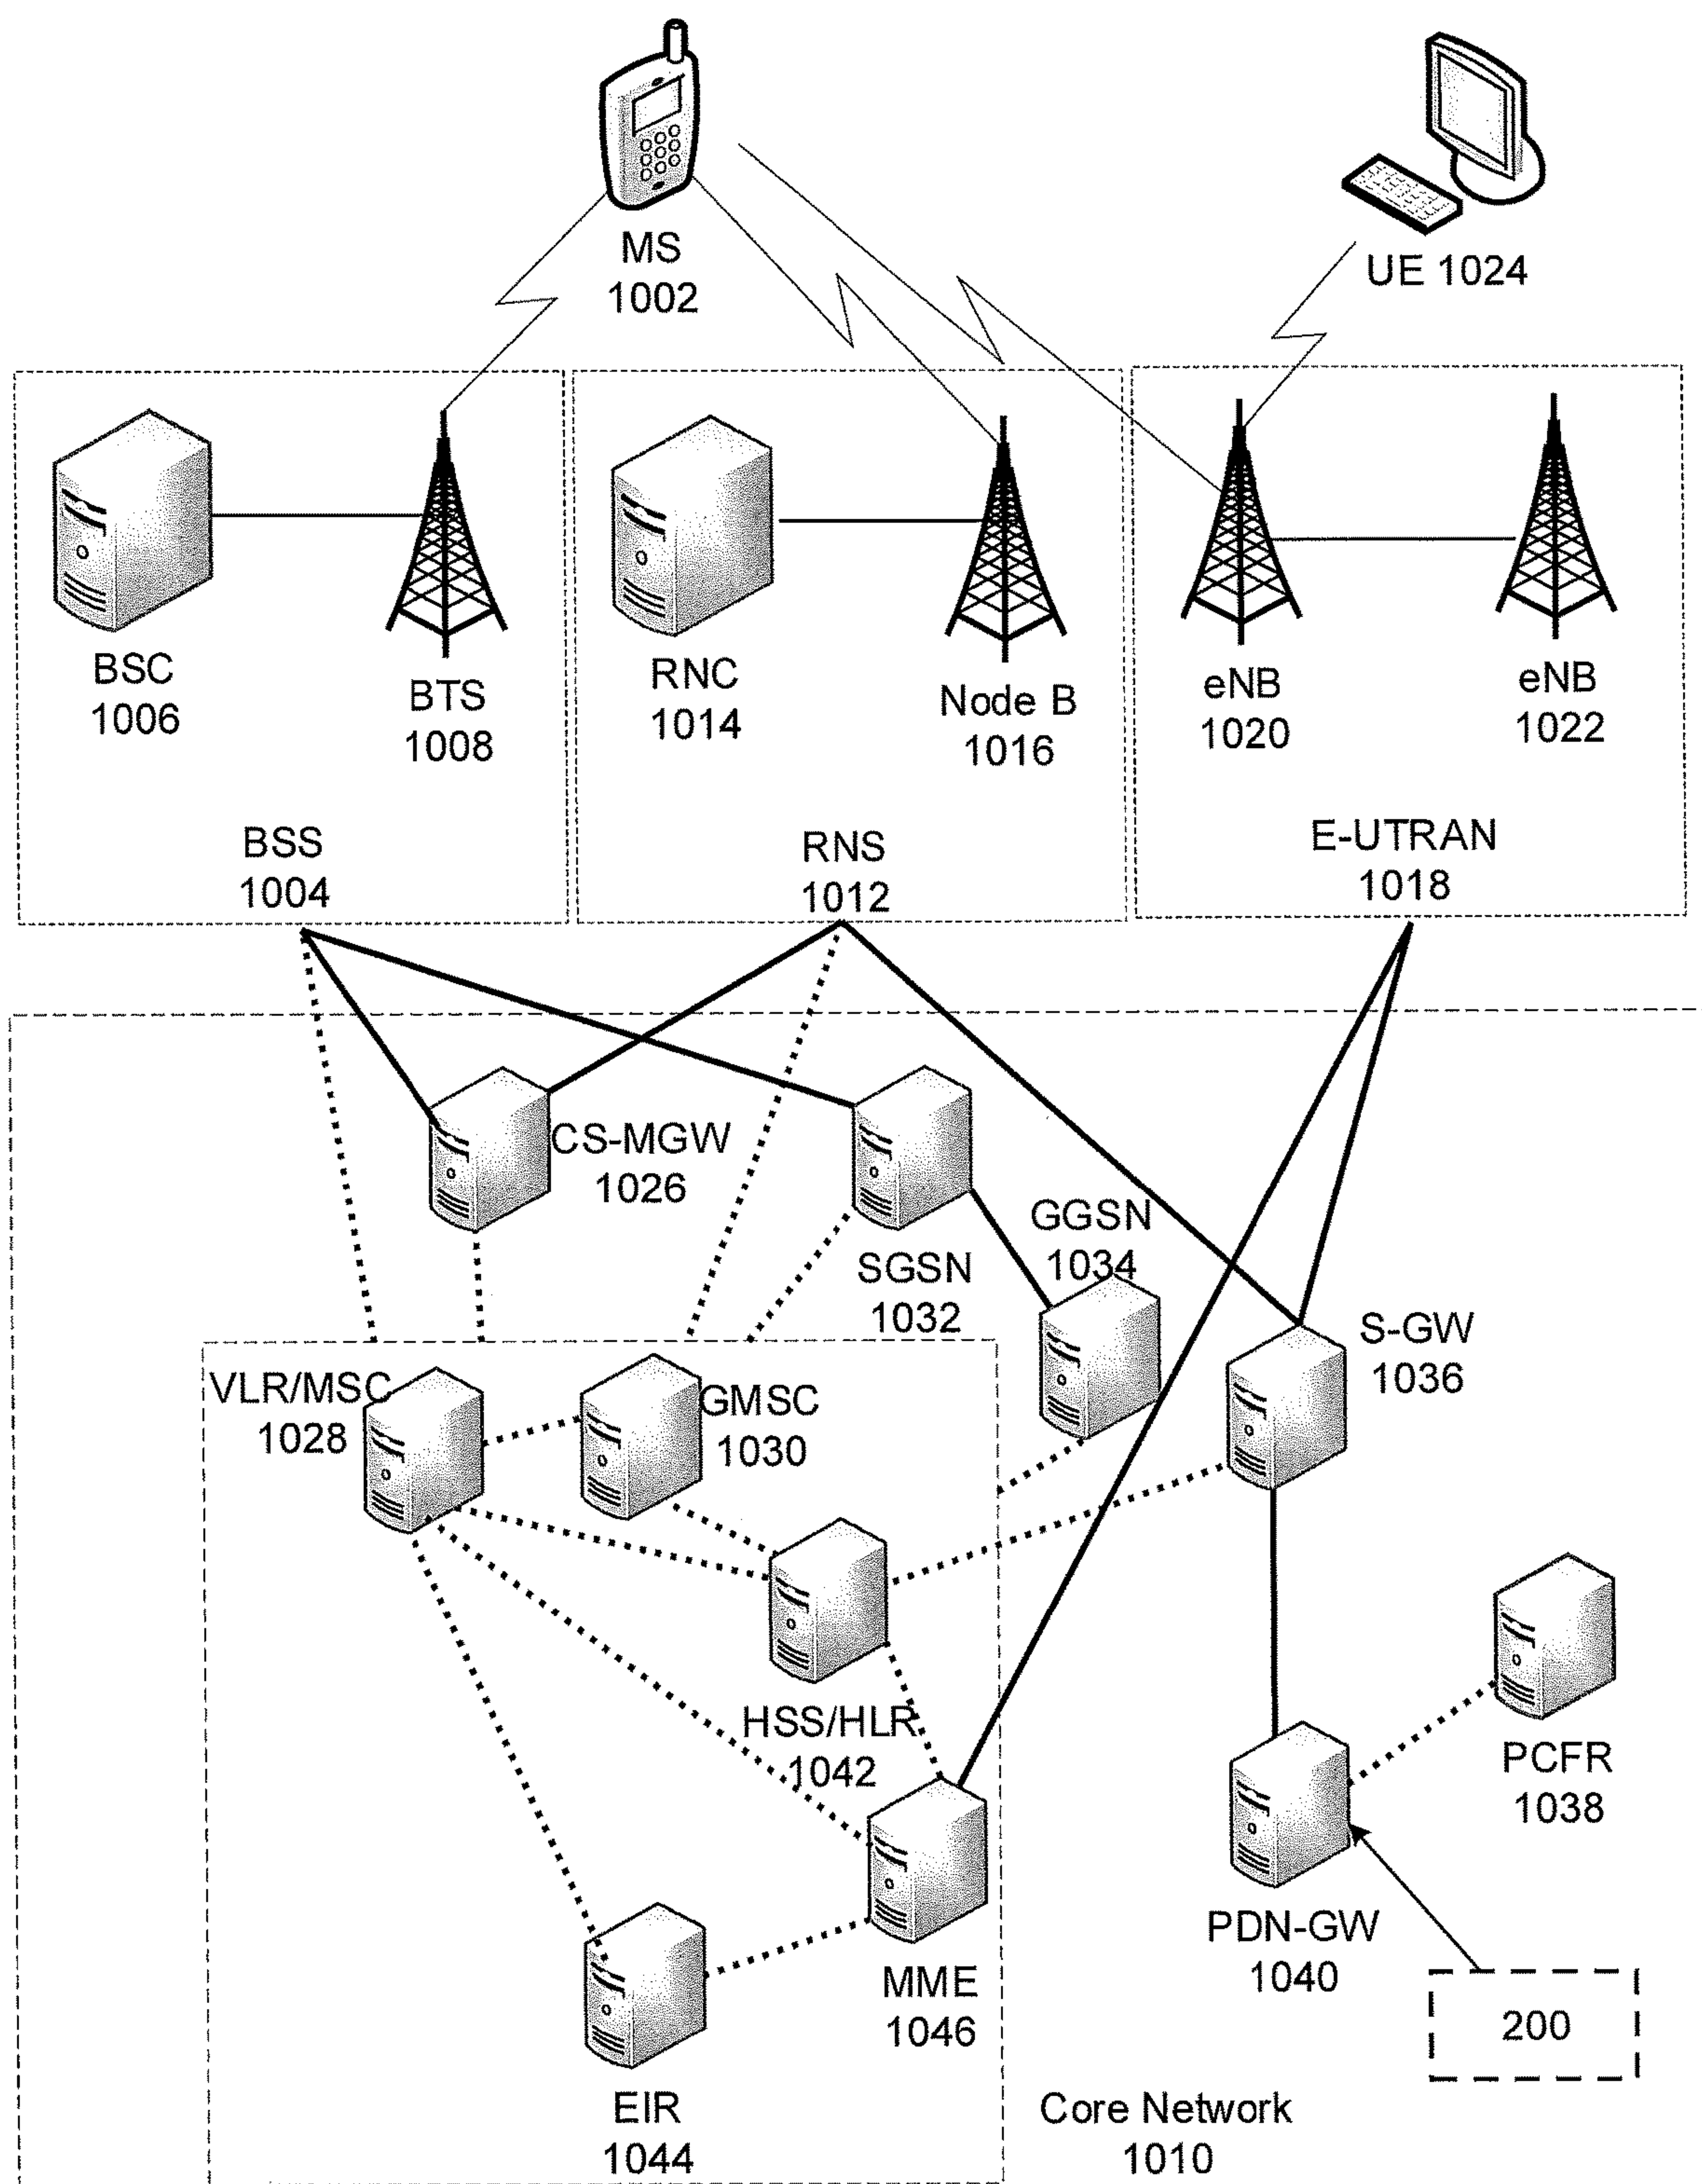 MS
1002
UE 1024
BSC
1006
BTS
1008
RNC
1014
Node B
1016
eNB
1020
eNB
1022
BSS
1004
RNS
1012
E-UTRAN
1018
CS-MGW
1026
SGSN
1032
GGSN
1034
S-GW
1036
VLR/MSC
1028
GMSC
1030
HSS/HLR
1042
PCFR
1038
PDN-GW
1040
MME
1046
200
EIR
1044
Core Network
1010